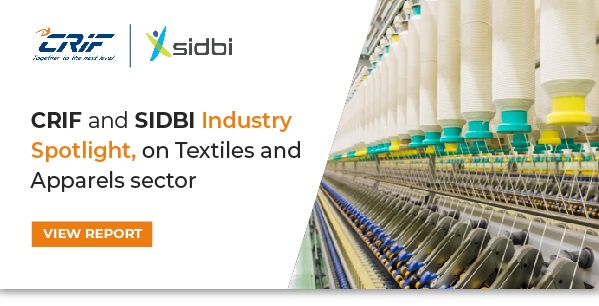 CRIF
Together to the next level
sidbi
CRIF and SIDBI Industry
Spotlight, on Textiles and
Apparels sector
VIEW REPORT